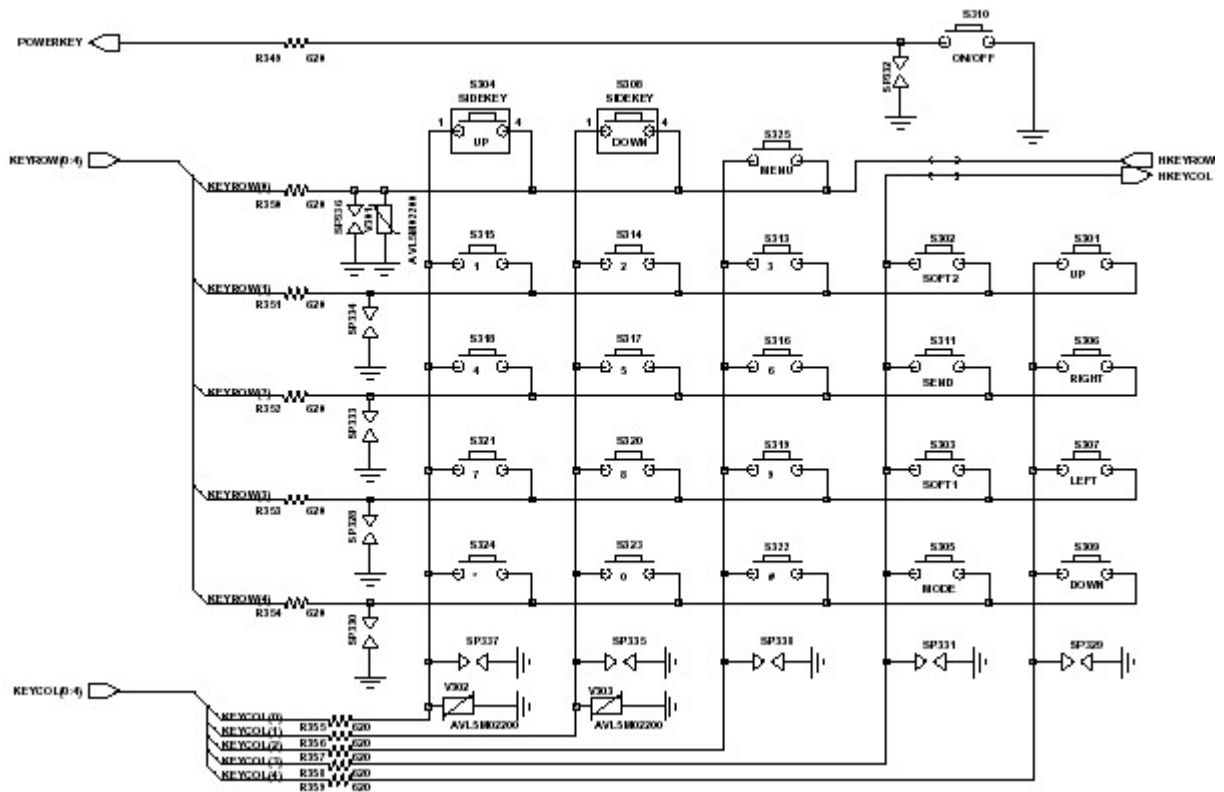 S310
POWERKEY
R349 620
ON/OFF
SP332
S304
SIDEKEY
1 4
UP
S308
SIDEKEY
1 4
DOWN
S325
MENU
KEYROW(0:4)
HKEYROW
HKEYCOL
KEYROW(0)
R350 620
SP336
V301
AVL5M02200
S315
1
S314
2
S313
3
S302
SOFT2
S301
UP
KEYROW(1)
R351 620
SP334
S318
4
S317
5
S316
6
S311
SEND
S306
RIGHT
KEYROW(2)
R352 620
SP333
S321
7
S320
8
S319
9
S303
SOFT1
S307
LEFT
KEYROW(3)
R353 620
SP328
S324
*
S323
0
S322
#
S305
MODE
S309
DOWN
KEYROW(4)
R354 620
SP330
SP337
SP335
SP338
SP331
SP329
KEYCOL(0:4)
V302
AVL5M02200
V303
AVL5M02200
KEYCOL(0)
R355 620
KEYCOL(1)
R356 620
KEYCOL(2)
R357 620
KEYCOL(3)
R358 620
KEYCOL(4)
R359 620